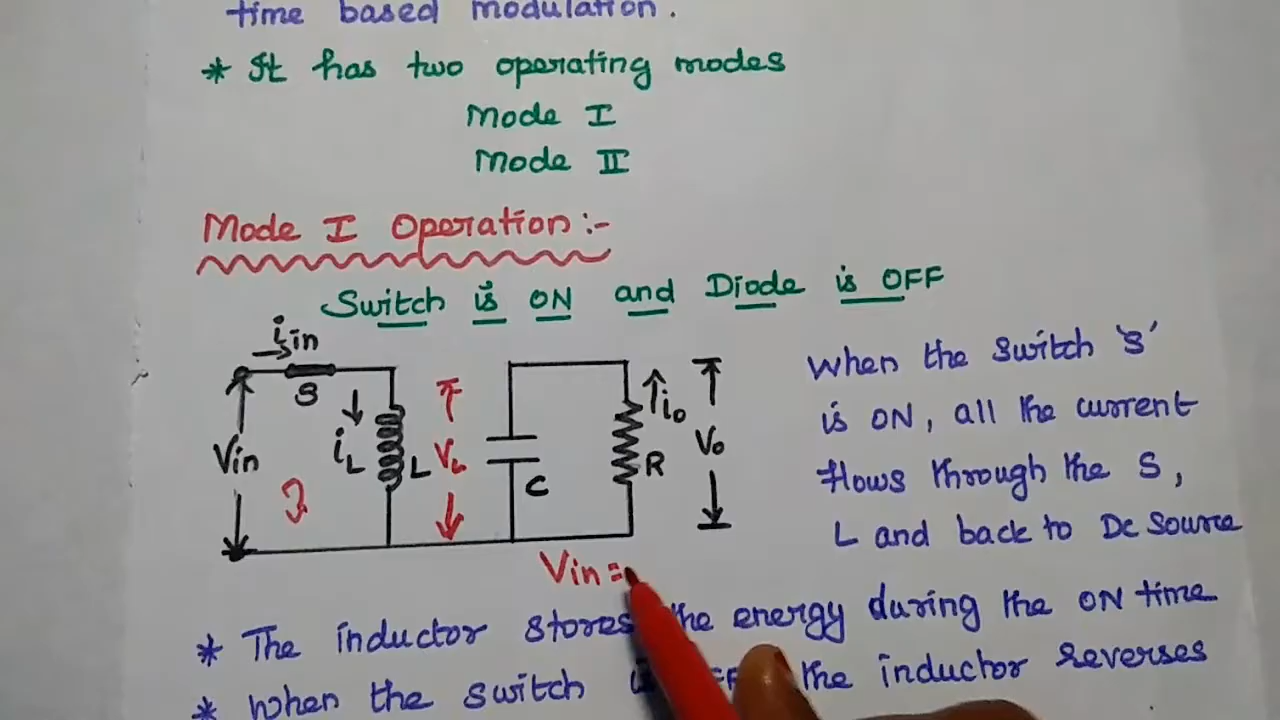 time based modulation.
* It has two operating modes
Mode I
Mode II
Mode I Operation :-
Switch is ON and Diode is OFF
iin
S
iL
Vin
L
VL
C
R
io
Vo
When the switch 'S'
is ON, all the current
flows through the S,
L and back to DC source
Vin =
* The inductor stores the energy during the ON time
* When the switch the inductor reverses